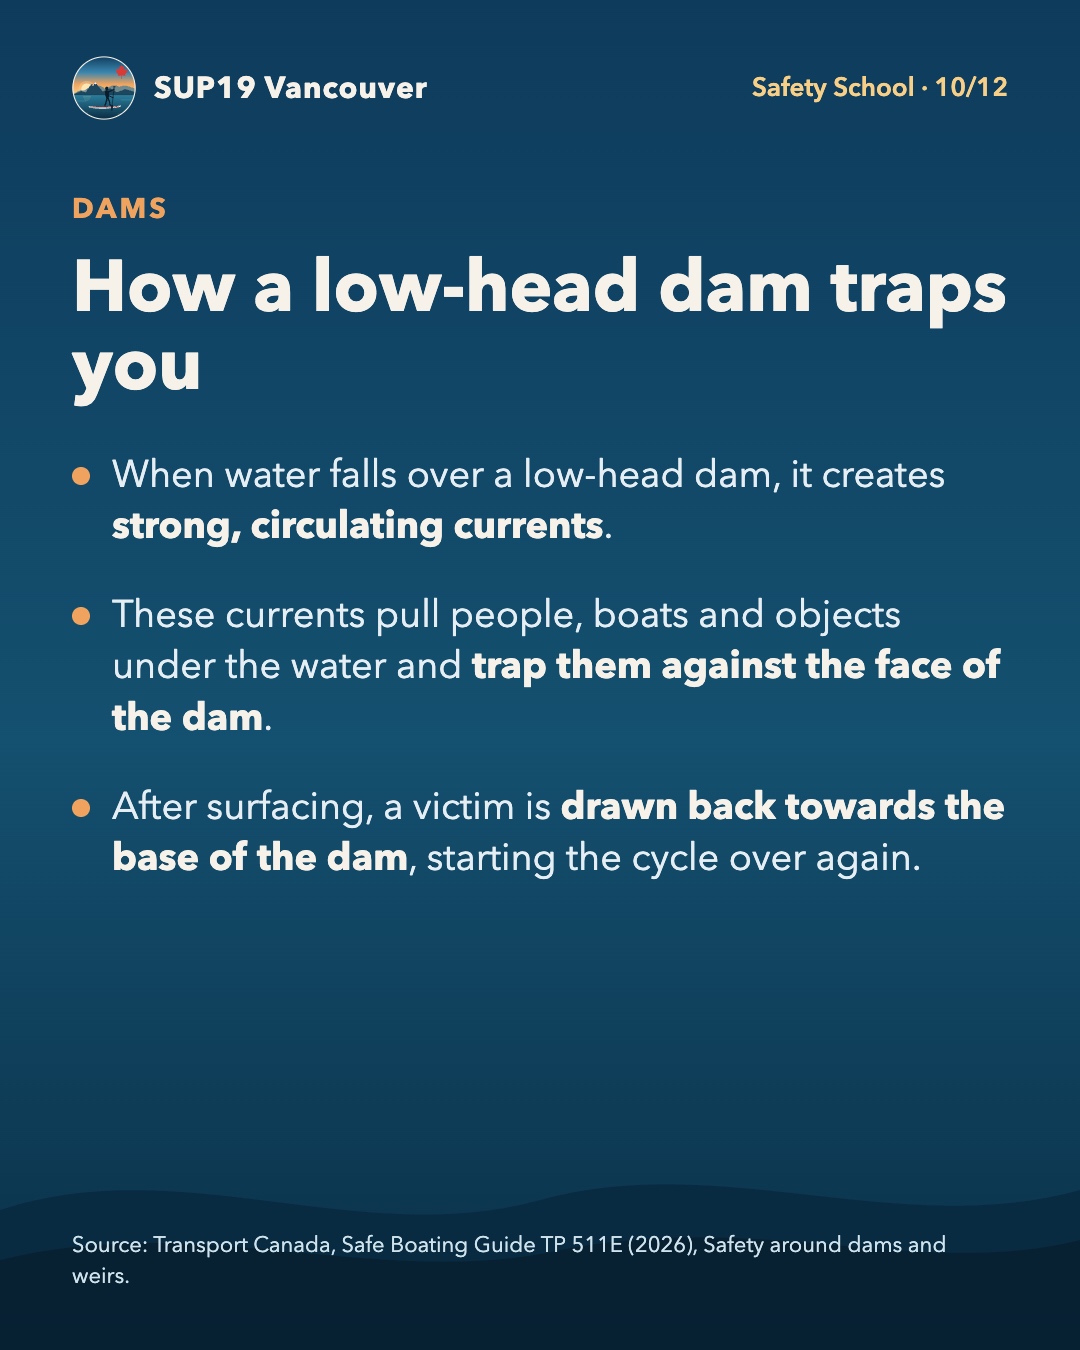 SUP19 Vancouver
Safety School · 10/12
DAMS
How a low-head dam traps
you
When water falls over a low-head dam, it creates
strong, circulating currents.
These currents pull people, boats and objects
under the water and trap them against the face of
the dam.
After surfacing, a victim is drawn back towards the
base of the dam, starting the cycle over again.
Source: Transport Canada, Safe Boating Guide TP 511E (2026), Safety around dams and
weirs.